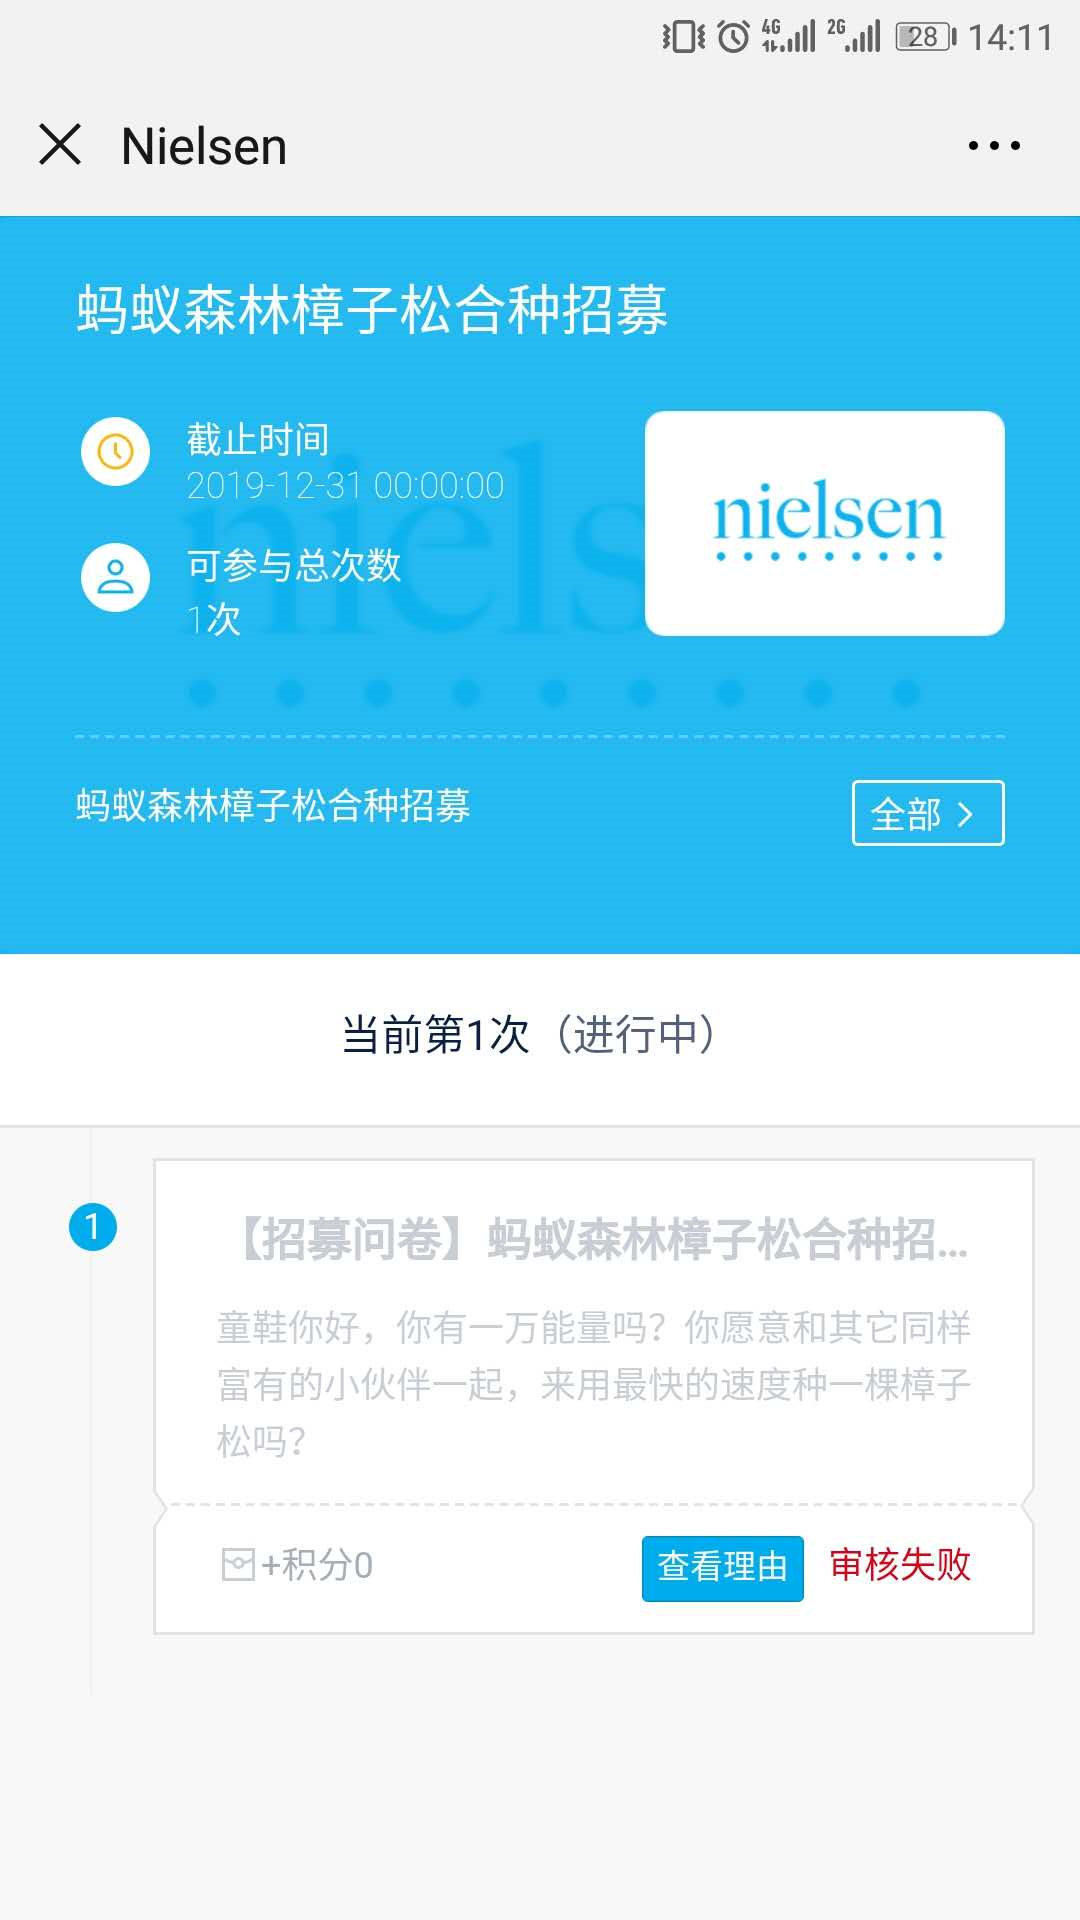 4G
2G
28
14:11
Nielsen
蚂蚁森林樟子松合种招募
截止时间
2019-12-31 00:00:00
nielsen
可参与总次数
1次
niels
蚂蚁森林樟子松合种招募
全部
当前第1次（进行中）
1
【招募问卷】蚂蚁森林樟子松合种招...
童鞋你好，你有一万能量吗？你愿意和其它同样
富有的小伙伴一起，来用最快的速度种一棵樟子
松吗？
+积分0
查看理由
审核失败